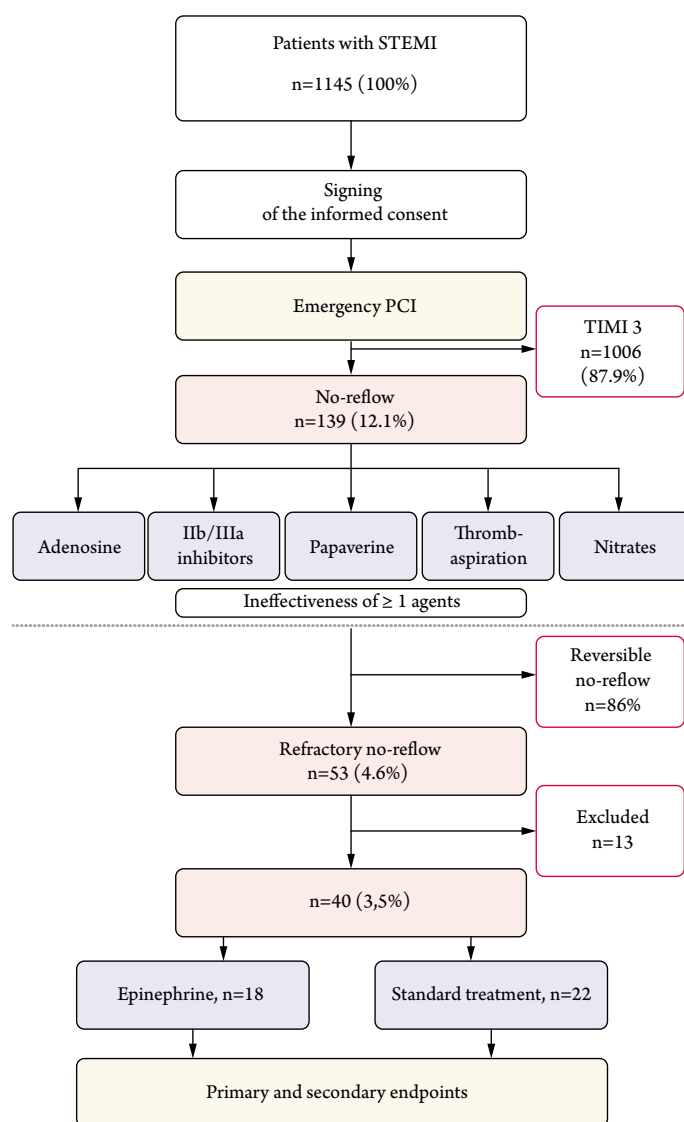 Patients with STEMI
n=1145 (100%)
Signing
of the informed consent
Emergency PCI
TIMI 3
n=1006
(87.9%)
No-reflow
n=139 (12.1%)
Adenosine
IIb/IIIa
inhibitors
Papaverine
Thromb-
aspiration
Nitrates
Ineffectiveness of ≥ 1 agents
Reversible
no-reflow
n=86%
Refractory no-reflow
n=53 (4.6%)
Excluded
n=13
n=40 (3,5%)
Epinephrine, n=18
Standard treatment, n=22
Primary and secondary endpoints